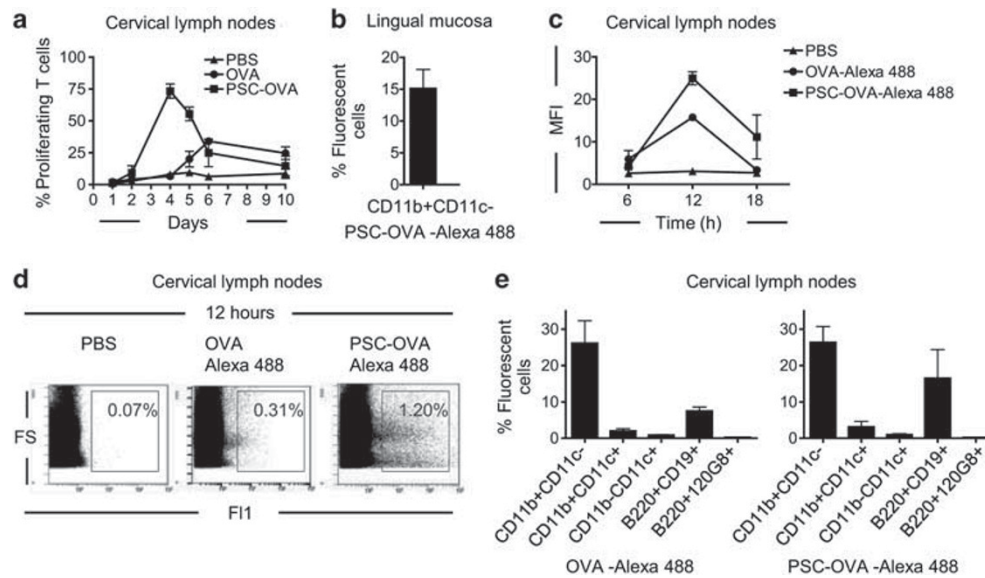 a
Cervical lymph nodes
% Proliferating T cells
100
75
50
25
0
0 1 2 3 4 5 6 7 8 9 10
Days
PBS
OVA
PSC-OVA
b
Lingual mucosa
% Fluorescent cells
20
15
10
5
0
CD11b+CD11c-
PSC-OVA -Alexa 488
c
Cervical lymph nodes
MFI
30
20
10
0
6 12 18
Time (h)
PBS
OVA-Alexa 488
PSC-OVA-Alexa 488
d
Cervical lymph nodes
12 hours
PBS
OVA
Alexa 488
PSC-OVA
Alexa 488
FS
0.07%
0.31%
1.20%
Fl1
e
Cervical lymph nodes
% Fluorescent
cells
30
20
10
0
CD11b+CD11c-
CD11b+CD11c+
CD11b-CD11c+
B220+CD19+
B220+120G8+
OVA -Alexa 488
30
20
10
0
CD11b+CD11c-
CD11b+CD11c+
CD11b-CD11c+
B220+CD19+
B220+120G8+
PSC-OVA -Alexa 488